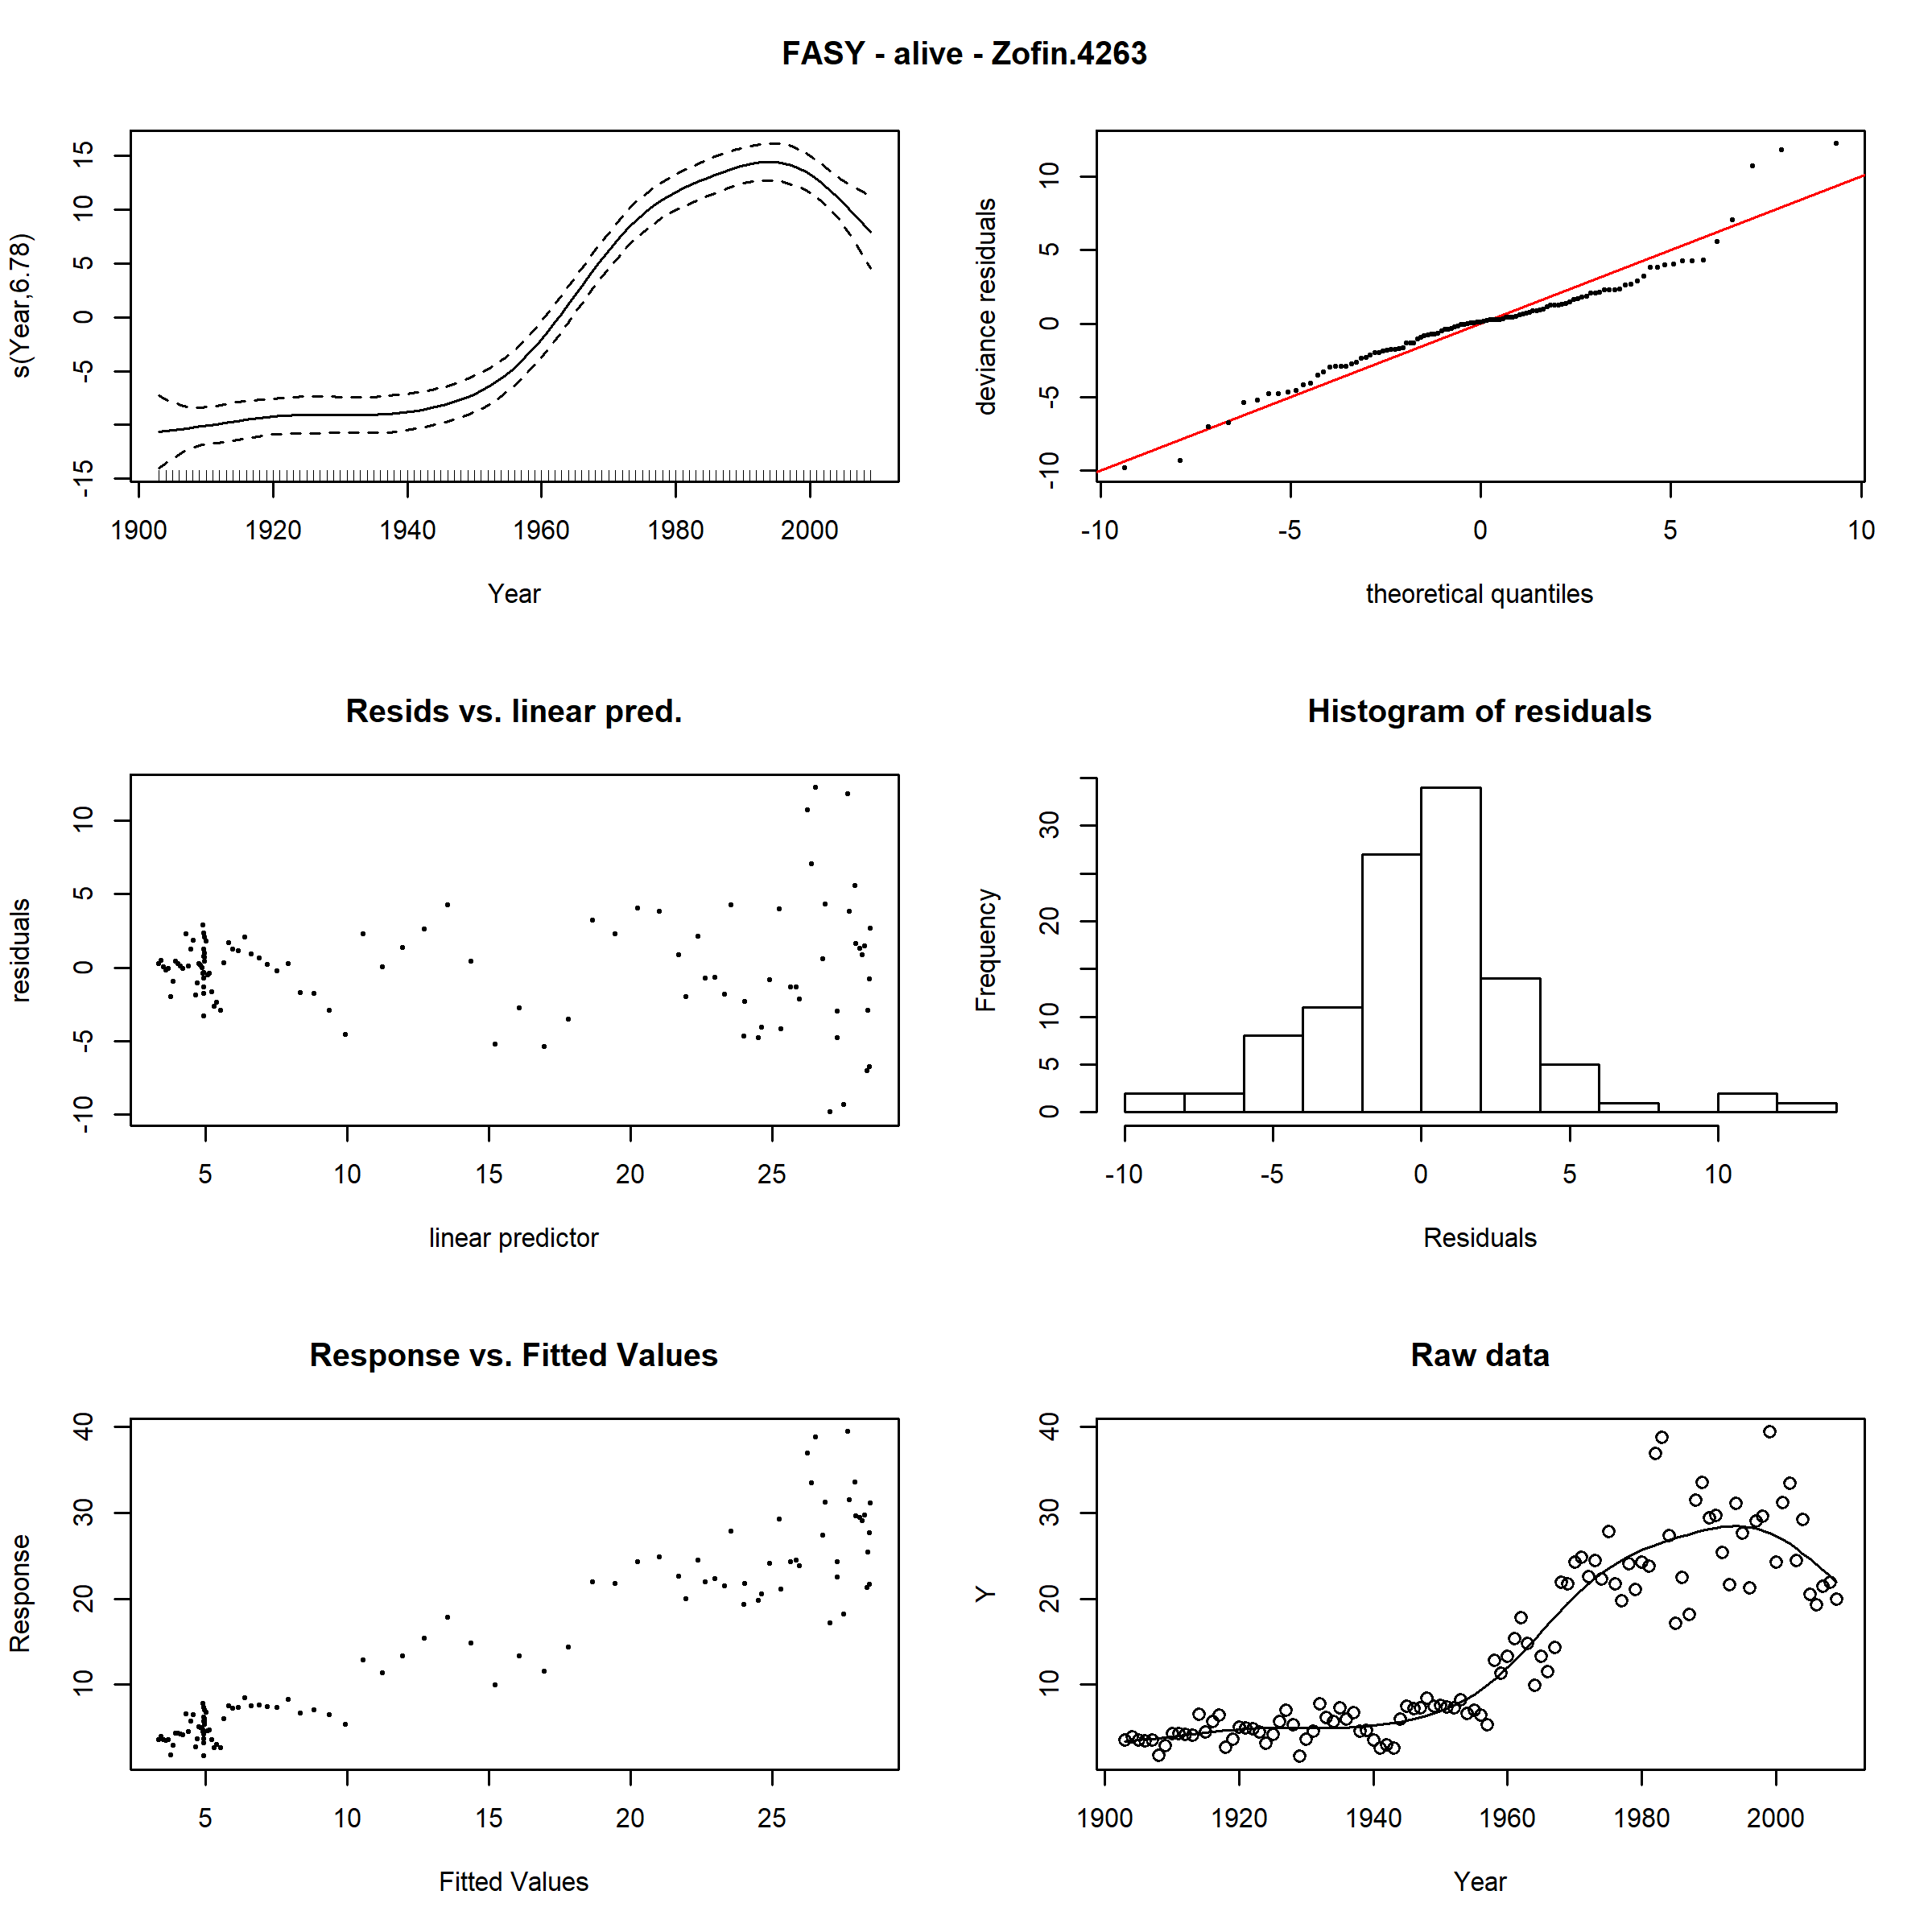 FASY - alive - Zofin.4263
s(Year,6.78)
-15 -5 0 5 10 15
1900 1920 1940 1960 1980 2000
Year
deviance residuals
-10 -5 0 5 10
-10 -5 0 5 10
theoretical quantiles
Resids vs. linear pred.
residuals
-10 -5 0 5 10
5 10 15 20 25
linear predictor
Histogram of residuals
Frequency
0 5 10 20 30
-10 -5 0 5 10
Residuals
Response vs. Fitted Values
Response
10 20 30 40
5 10 15 20 25
Fitted Values
Raw data
Y
10 20 30 40
1900 1920 1940 1960 1980 2000
Year